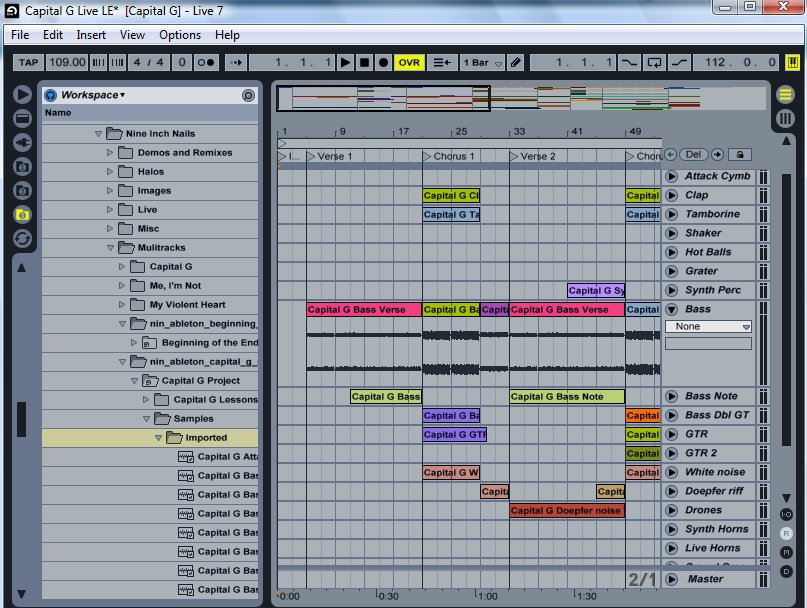 Capital G Live LE* [Capital G] - Live 7
File Edit Insert View Options Help
TAP 109.00 4 / 4 0 1. 1. 1 OVR 1 Bar 1. 1. 1 112. 0. 0
Workspace
Name
Nine Inch Nails
Demos and Remixes
Halos
Images
Live
Misc
Mulitracks
Capital G
Me, I'm Not
My Violent Heart
nin_ableton_beginning_
Beginning of the End
nin_ableton_capital_g_
Capital G Project
Capital G Lessons
Samples
Imported
Capital G Atta
Capital G Bas
Capital G Bas
Capital G Bas
Capital G Bas
Capital G Bas
Capital G Bas
Capital G Bas
1 9 17 25 33 41 49
I... Verse 1 Chorus 1 Verse 2 Chorus
Del
Attack Cymb
Capital G Cl Capital Clap
Capital G Ta Capital Tamborine
Shaker
Hot Balls
Grater
Capital G Sy Synth Perc
Capital G Bass Verse Capital G Ba Capita Capital G Bass Verse Capital Bass
None
Capital G Bass Capital G Bass Note Bass Note
Capital G Ba Capital Bass Dbl GT
Capital G GTR Capital GTR
Capital GTR 2
Capital G W Capital White noise
Capita Capita Doepfer riff
Capital G Doepfer noise Drones
Synth Horns
Live Horns
2/1 Master
0:00 0:30 1:00 1:30
I·O
R
M
D